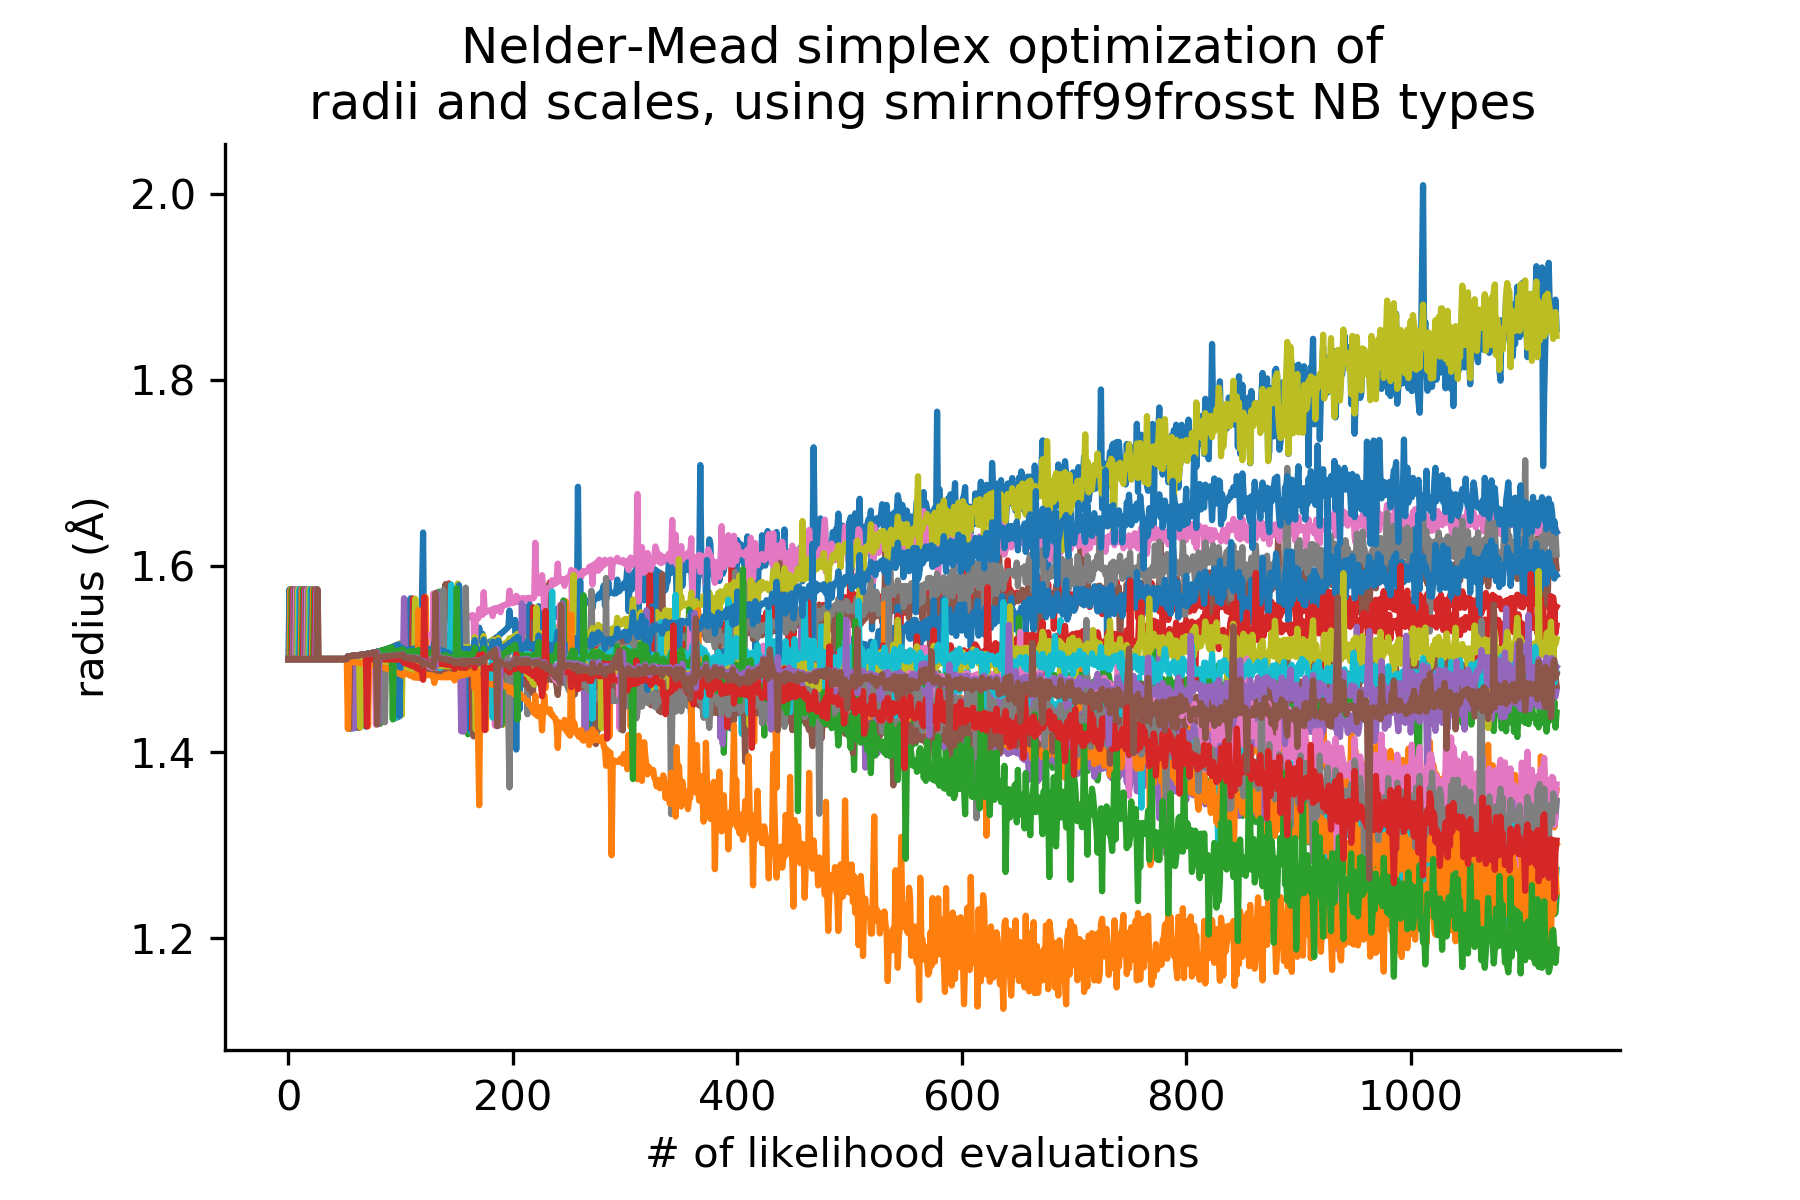 Nelder-Mead simplex optimization of
radii and scales, using smirnoff99frosst NB types
2.0
1.8
1.6
1.4
1.2
radius (Å)
0
200
400
600
800
1000
# of likelihood evaluations